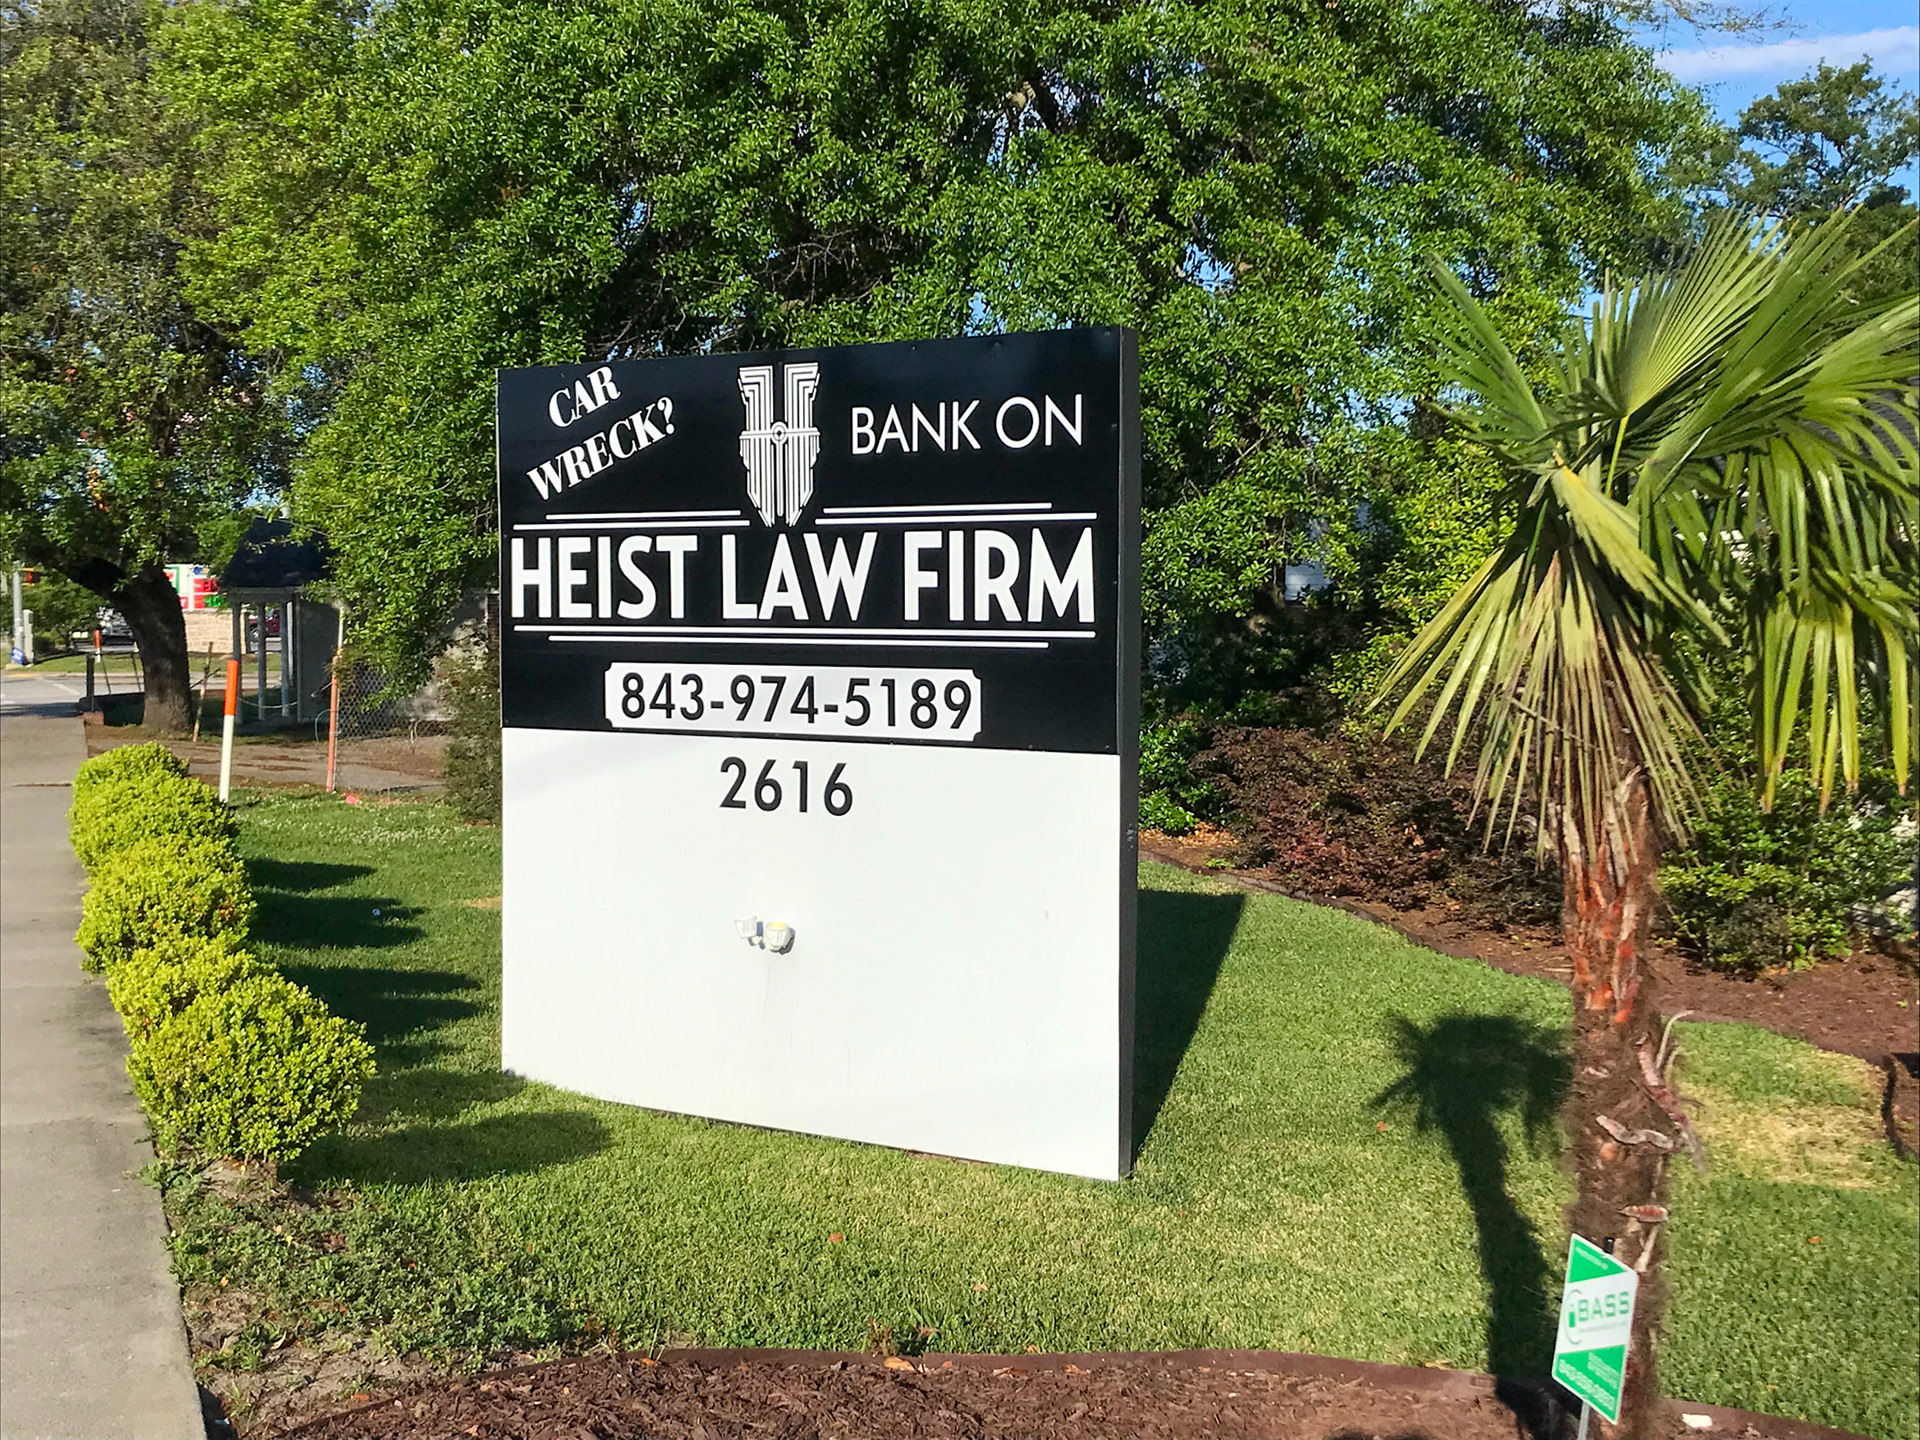 CAR
WRECK?
BANK ON
HEIST LAW FIRM
843-974-5189
2616
BASS